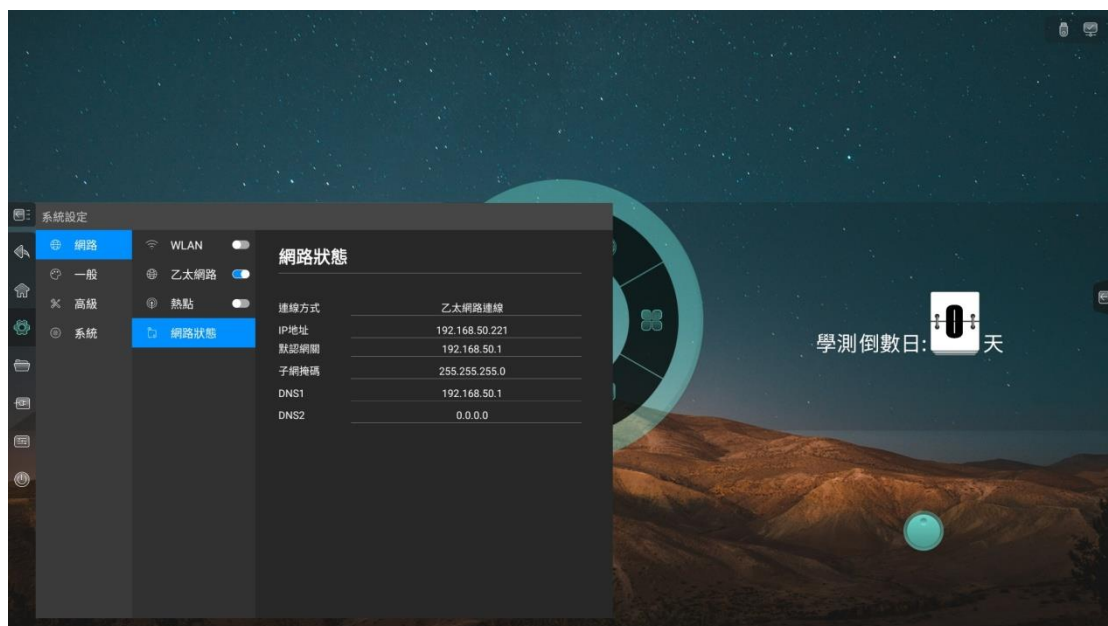 系統設定
網路
一般
高級
系統
WLAN
乙太網路
熱點
網路狀態
網路狀態
連線方式 乙太網路連線
IP地址 192.168.50.221
默認網關 192.168.50.1
子網掩碼 255.255.255.0
DNS1 192.168.50.1
DNS2 0.0.0.0
學測倒數日: 0 天